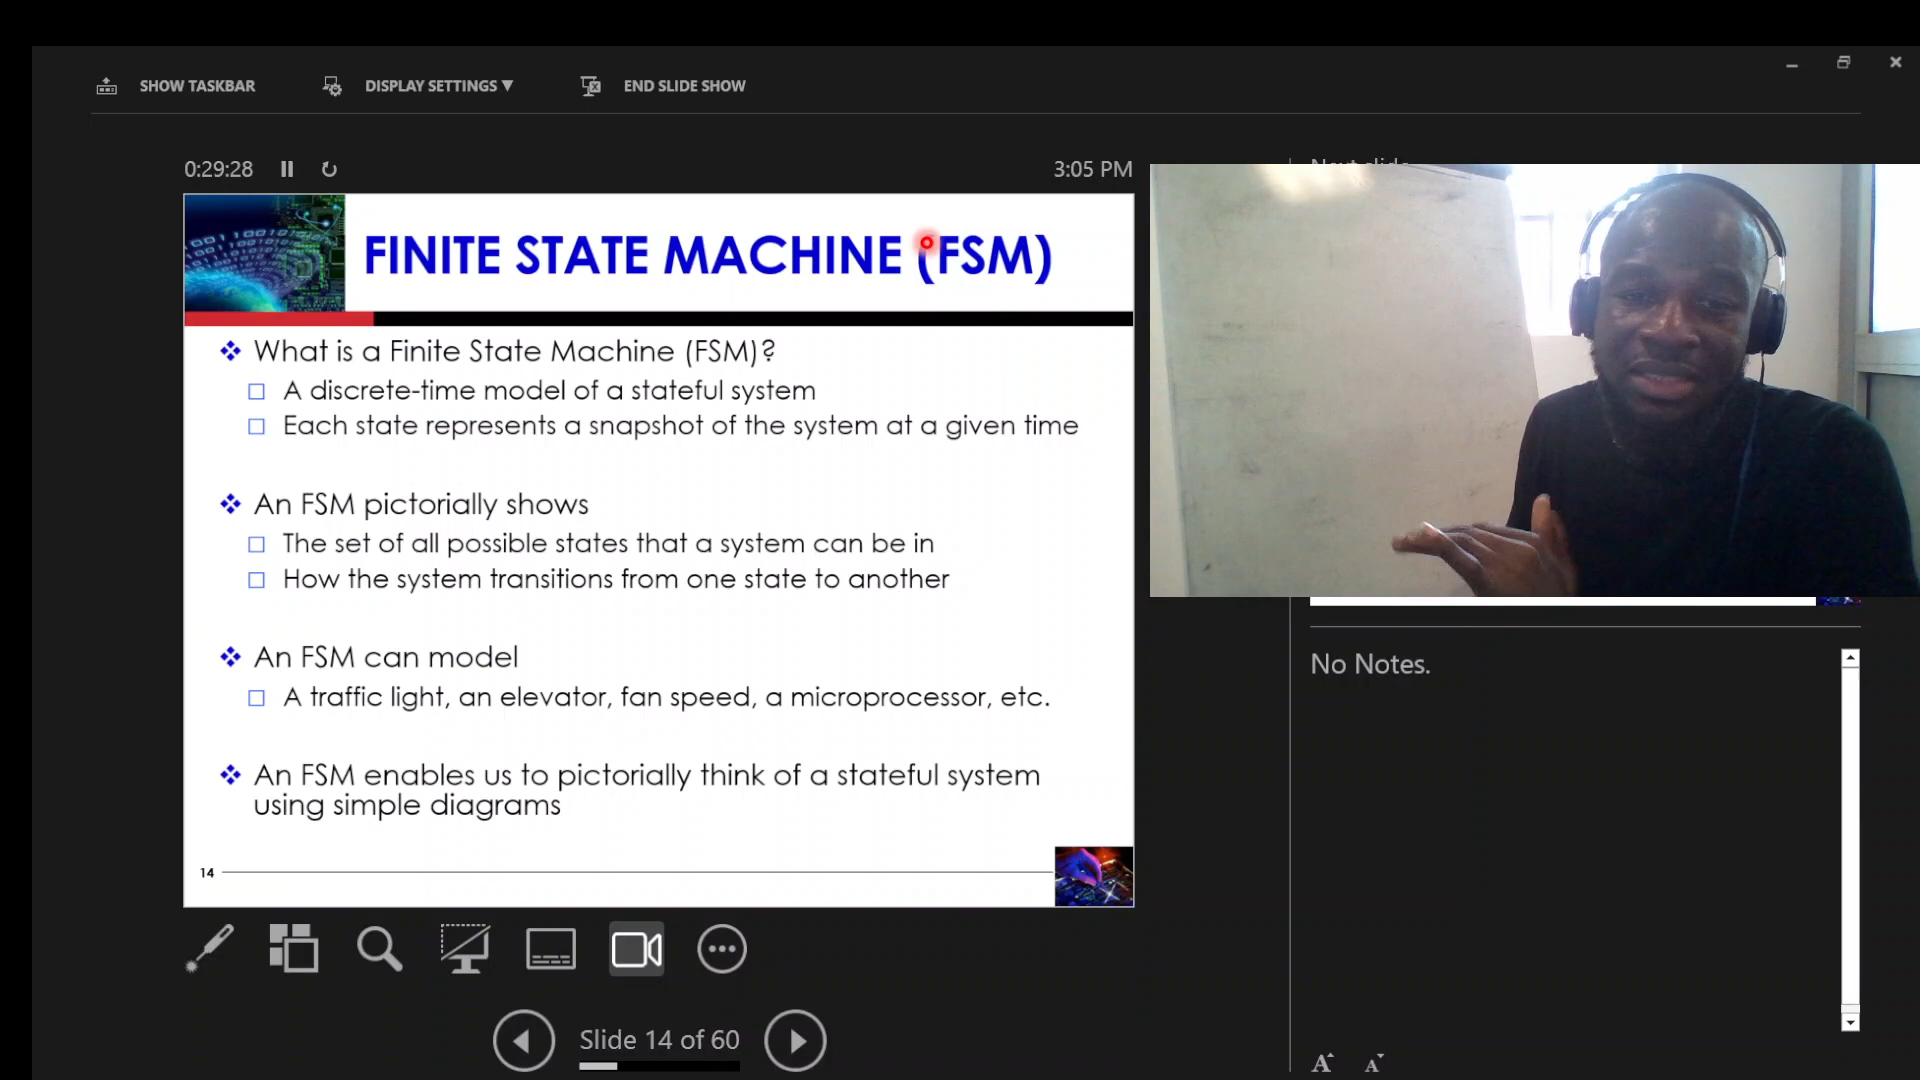 SHOW TASKBAR
DISPLAY SETTINGS ▼
END SLIDE SHOW
0:29:28
3:05 PM
Next slide
FINITE STATE MACHINE (FSM)
What is a Finite State Machine (FSM)?
A discrete-time model of a stateful system
Each state represents a snapshot of the system at a given time
An FSM pictorially shows
The set of all possible states that a system can be in
How the system transitions from one state to another
An FSM can model
A traffic light, an elevator, fan speed, a microprocessor, etc.
An FSM enables us to pictorially think of a stateful system
using simple diagrams
14
No Notes.
Slide 14 of 60
A A